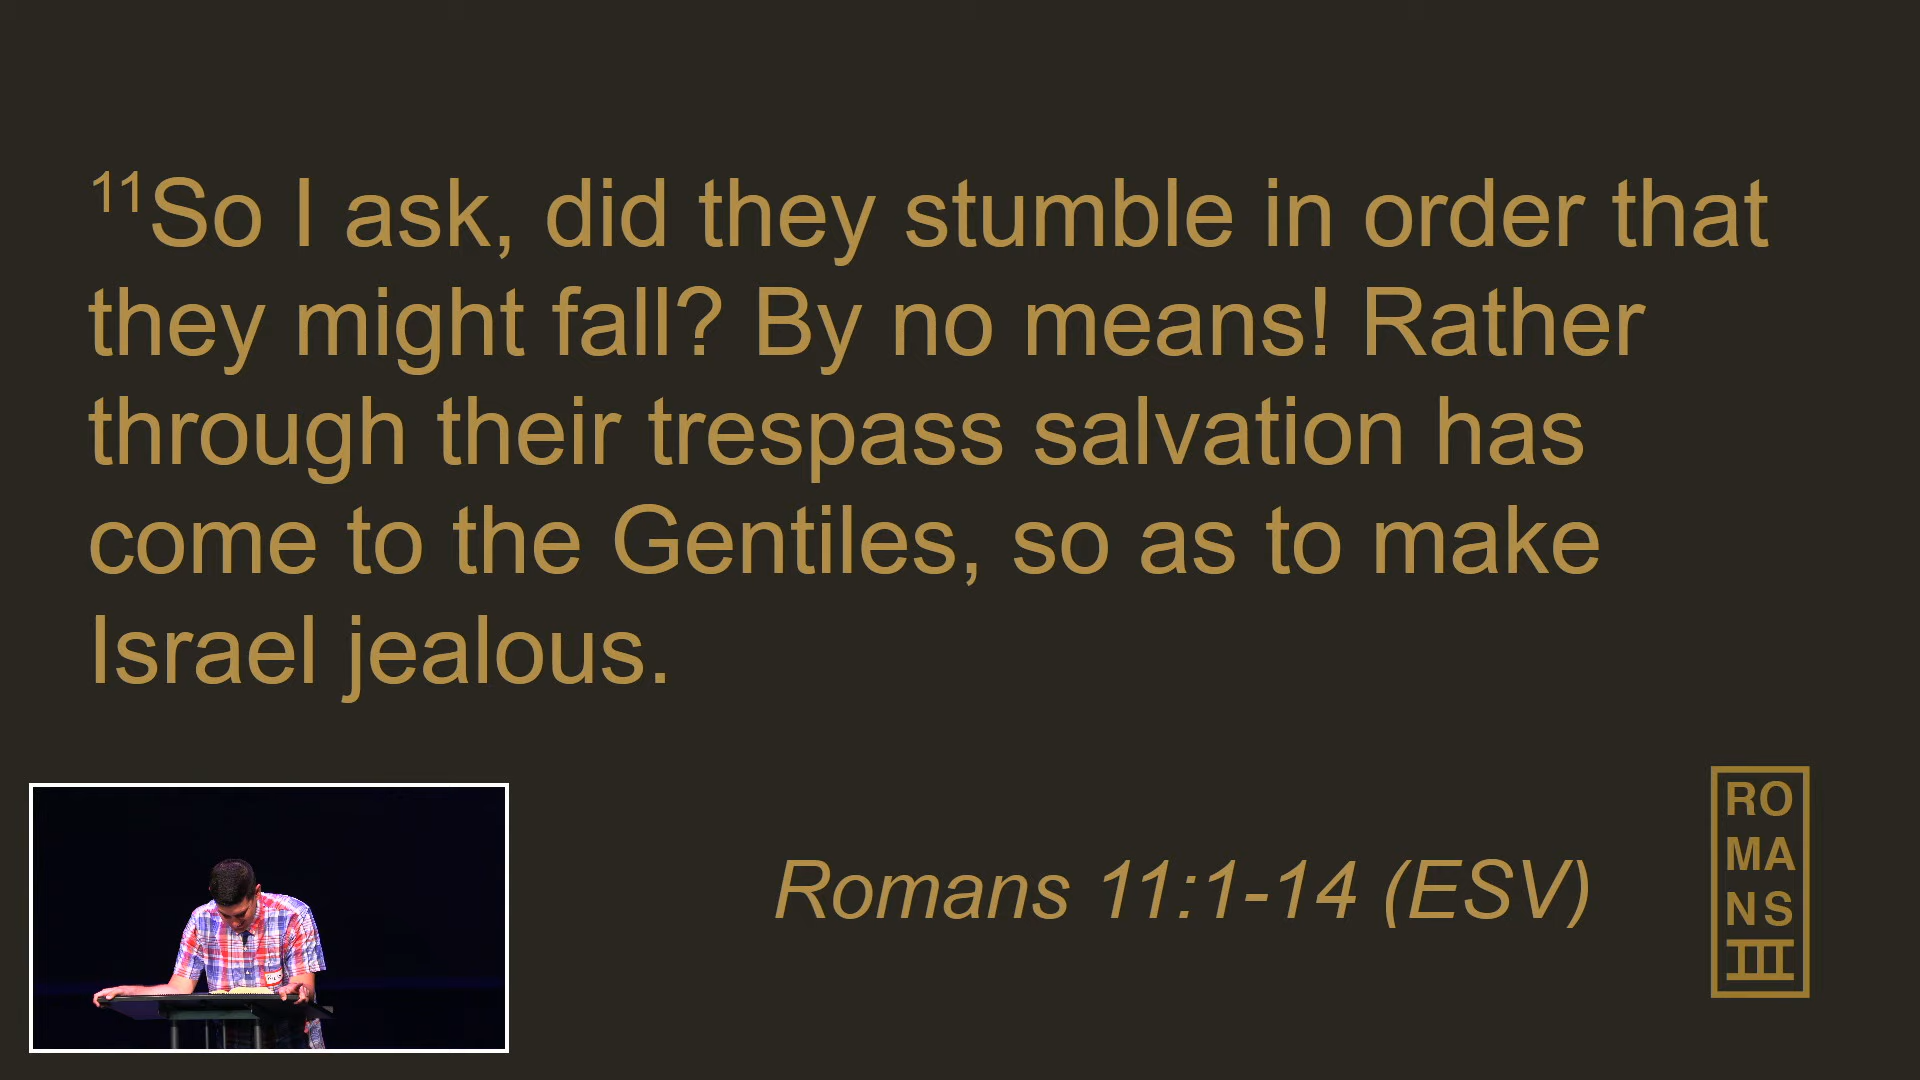 11So I ask, did they stumble in order that
they might fall? By no means! Rather
through their trespass salvation has
come to the Gentiles, so as to make
Israel jealous.
Romans 11:1-14 (ESV)
RO
MA
NS
III